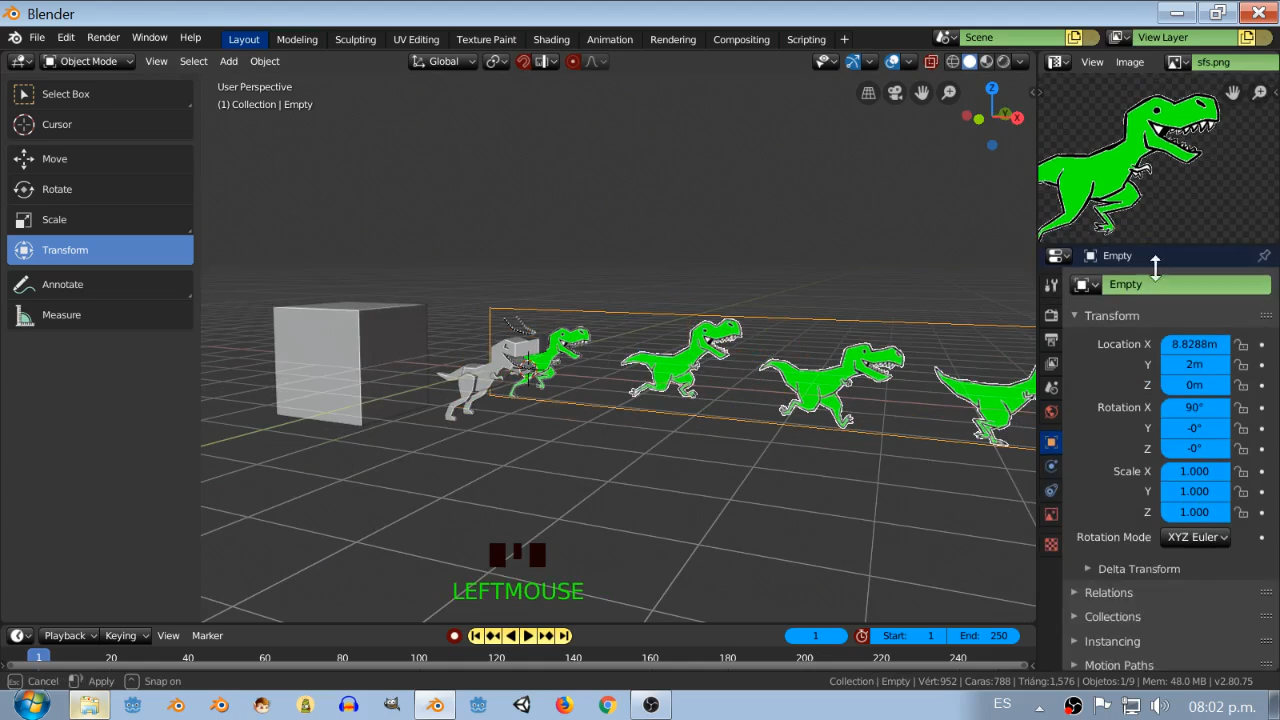 Blender
File Edit Render Window Help Layout Modeling Sculpting UV Editing Texture Paint Shading Animation Rendering Compositing Scripting + Scene View Layer
Object Mode View Select Add Object Global View Image sfs.png
Select Box
Cursor
Move
Rotate
Scale
Transform
Annotate
Measure
User Perspective
(1) Collection | Empty
Z
Y
X
Empty
Empty
Transform
Location X 8.8288m
Y 2m
Z 0m
Rotation X 90°
Y -0°
Z -0°
Scale X 1.000
Y 1.000
Z 1.000
Rotation Mode XYZ Euler
Delta Transform
Relations
Collections
Instancing
Motion Paths
LEFTMOUSE
Playback Keying View Marker 1 Start: 1 End: 250
1 20 40 60 80 100 120 140 160 180 200 220 240
Esc Cancel Apply Snap on Collection | Empty | Vért:952 | Caras:788 | Triáng:1,576 | Objetos:1/9 | Mem: 48.0 MB | v2.80.75
ES 08:02 p.m.